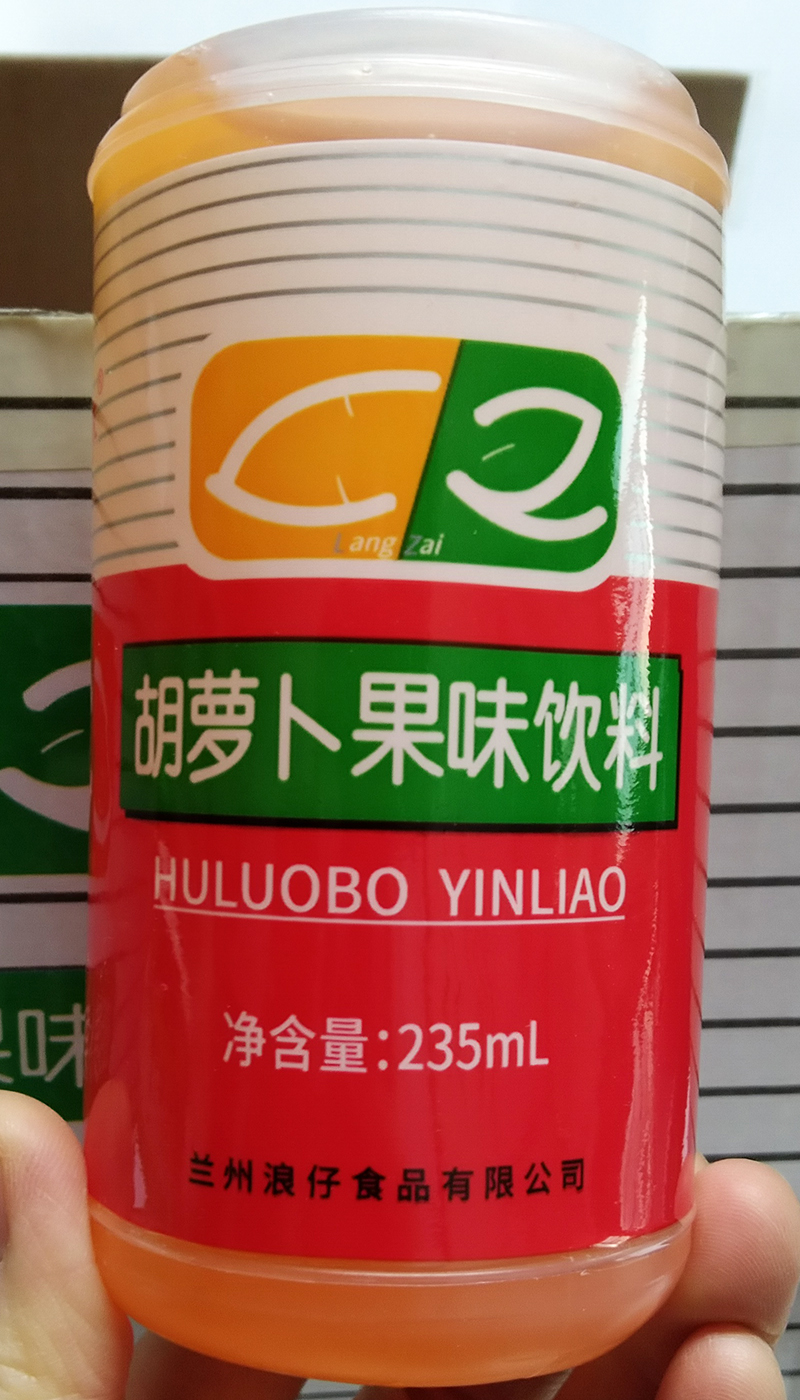 Lang Zai
胡萝卜果味饮料
HULUOBO YINLIAO
净含量:235mL
兰州浪仔食品有限公司
味